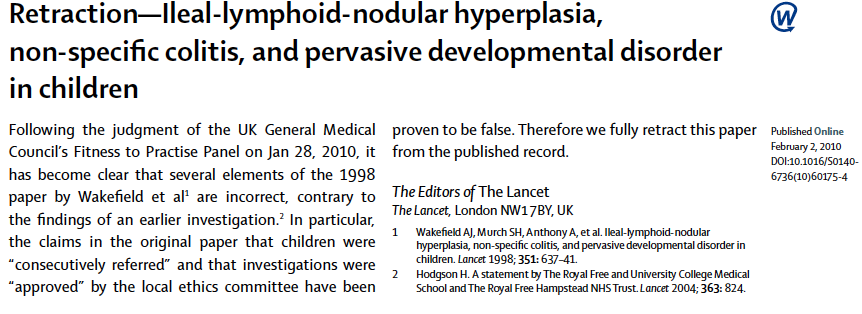 Retraction—Ileal-lymphoid-nodular hyperplasia,
non-specific colitis, and pervasive developmental disorder
in children
Following the judgment of the UK General Medical
Council's Fitness to Practise Panel on Jan 28, 2010, it
has become clear that several elements of the 1998
paper by Wakefield et al¹ are incorrect, contrary to
the findings of an earlier investigation.² In particular,
the claims in the original paper that children were
“consecutively referred” and that investigations were
“approved” by the local ethics committee have been
proven to be false. Therefore we fully retract this paper
from the published record.
The Editors of The Lancet
The Lancet, London NW1 7BY, UK
1 Wakefield AJ, Murch SH, Anthony A, et al. Ileal-lymphoid-nodular
hyperplasia, non-specific colitis, and pervasive developmental disorder in
children. Lancet 1998; 351: 637–41.
2 Hodgson H. A statement by The Royal Free and University College Medical
School and The Royal Free Hampstead NHS Trust. Lancet 2004; 363: 824.
W
Published Online
February 2, 2010
DOI:10.1016/S0140-
6736(10)60175-4